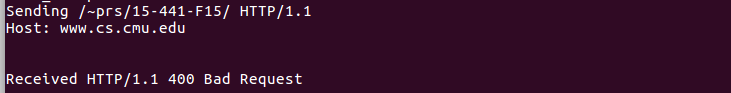 Sending /~prs/15-441-F15/ HTTP/1.1
Host: www.cs.cmu.edu
Received HTTP/1.1 400 Bad Request